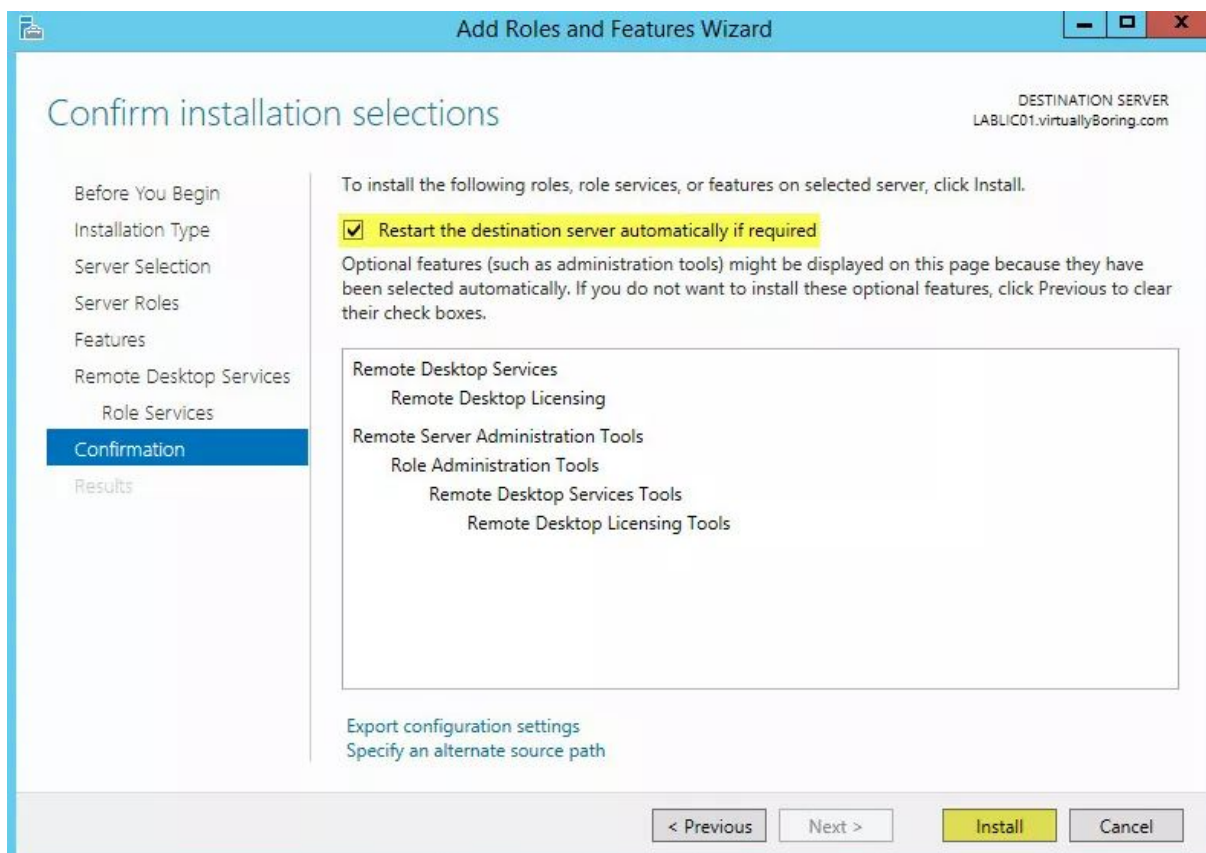 Add Roles and Features Wizard
Confirm installation selections
DESTINATION SERVER
LABLIC01.virtuallyBoring.com
Before You Begin
Installation Type
Server Selection
Server Roles
Features
Remote Desktop Services
Role Services
Confirmation
Results
To install the following roles, role services, or features on selected server, click Install.
Restart the destination server automatically if required
Optional features (such as administration tools) might be displayed on this page because they have
been selected automatically. If you do not want to install these optional features, click Previous to clear
their check boxes.
Remote Desktop Services
Remote Desktop Licensing
Remote Server Administration Tools
Role Administration Tools
Remote Desktop Services Tools
Remote Desktop Licensing Tools
Export configuration settings
Specify an alternate source path
< Previous
Next >
Install
Cancel